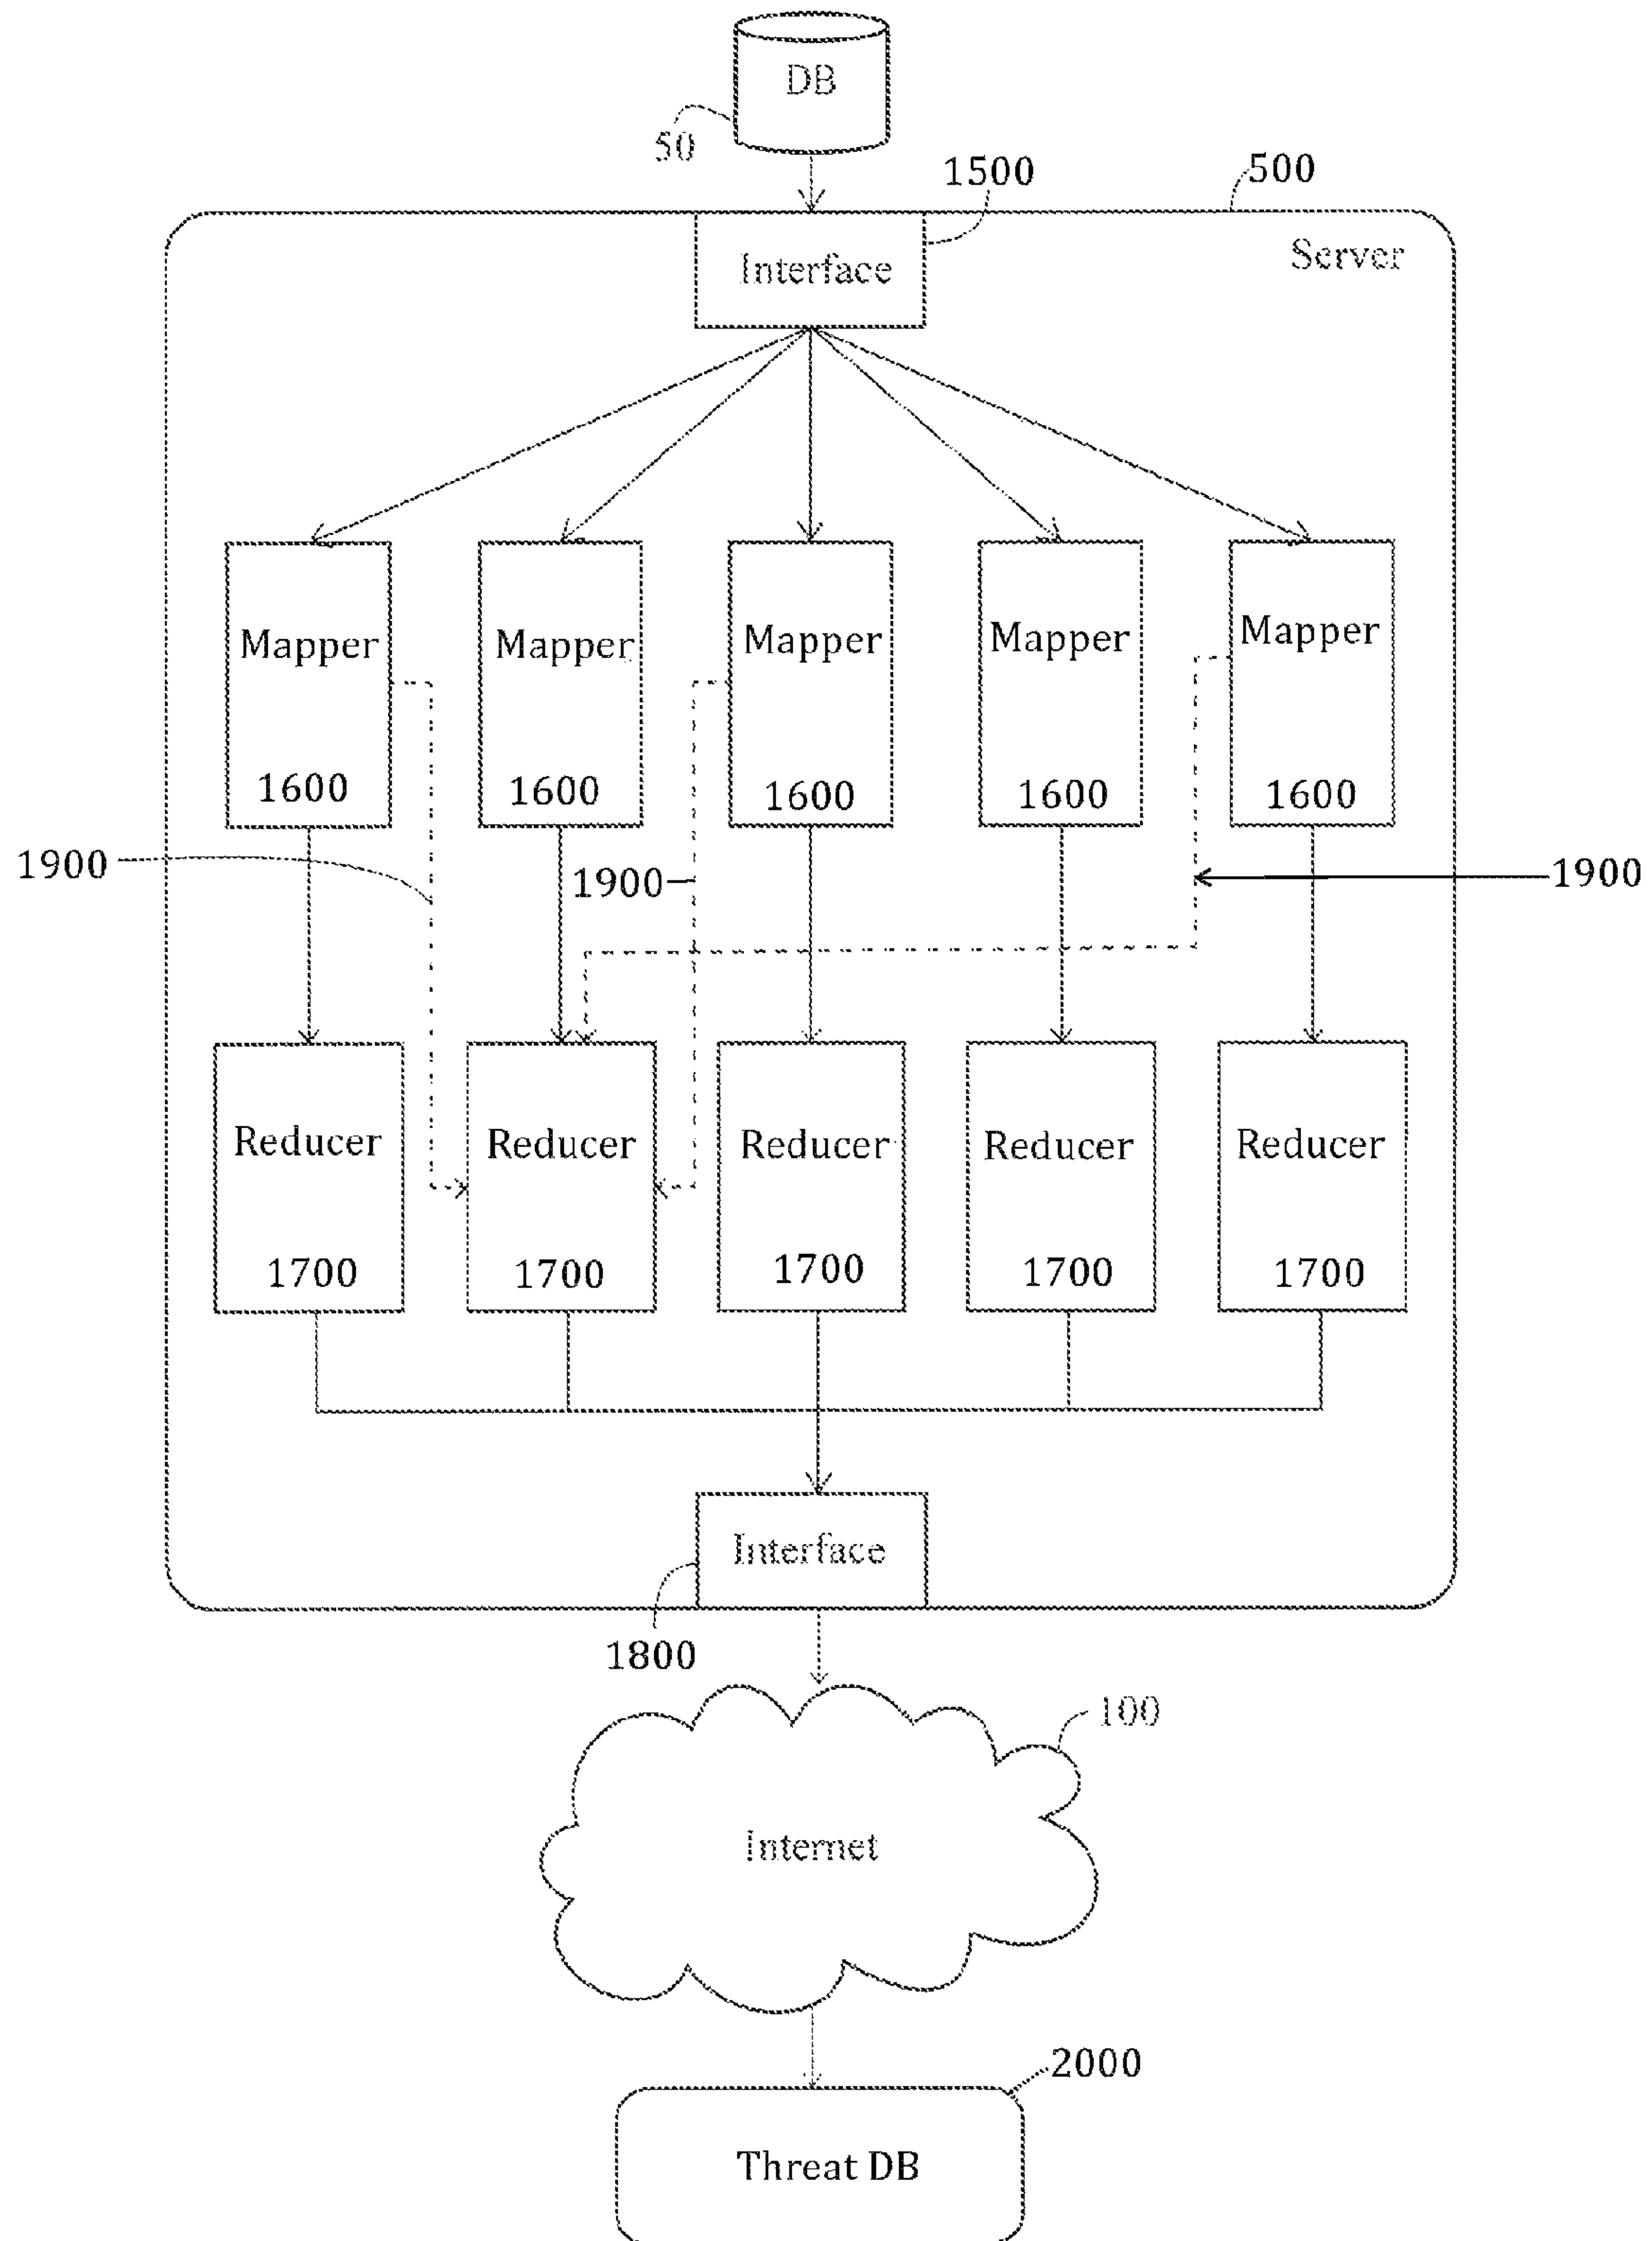 DB
50
1500
500
Interface
Server
Mapper
Mapper
Mapper
Mapper
Mapper
1600
1600
1600
1600
1600
1900
1900
1900
Reducer
Reducer
Reducer
Reducer
Reducer
1700
1700
1700
1700
1700
Interface
1800
100
Internet
2000
Threat DB